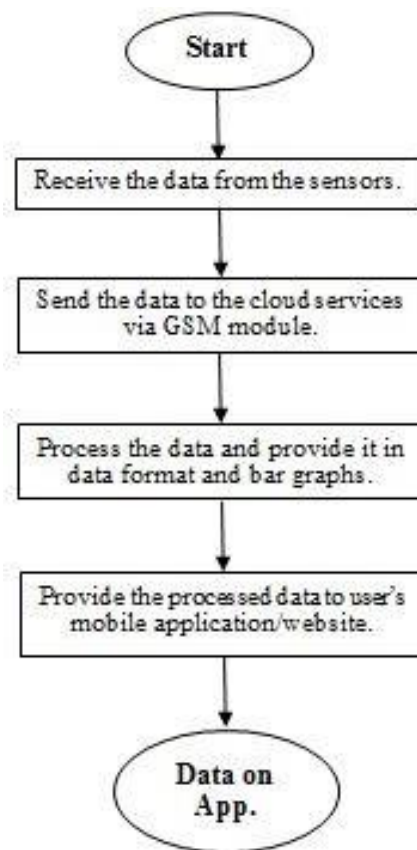 Start
Receive the data from the sensors.
Send the data to the cloud services
via GSM module.
Process the data and provide it in
data format and bar graphs.
Provide the processed data to user's
mobile application/website.
Data on
App.